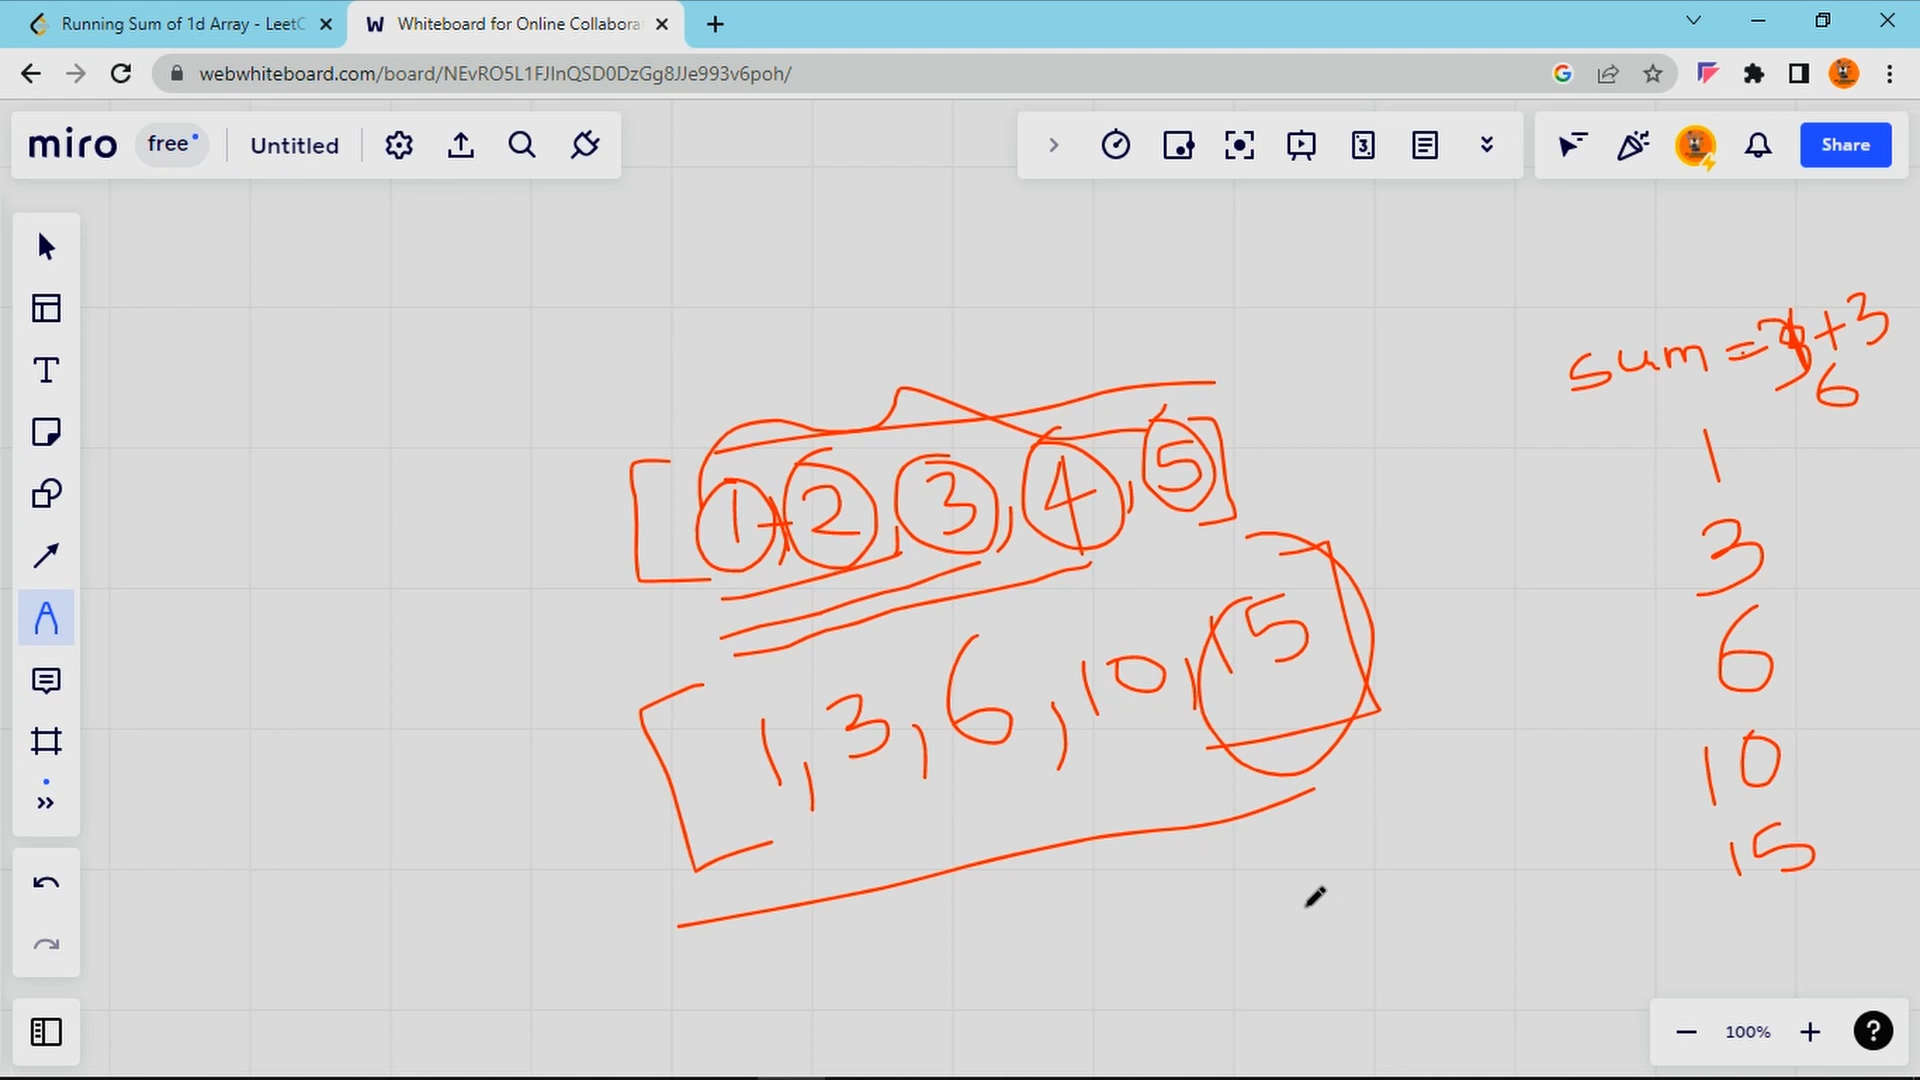 Running Sum of 1d Array - LeetC
Whiteboard for Online Collabora
webwhiteboard.com/board/NEvRO5L1FJInQSD0DzGg8JJe993v6poh/
miro
free
Untitled
3
Share
sum = 3 + 3
6
[1, 2, 3, 4, 5]
[1, 3, 6, 10, 15]
1
3
6
10
15
100%
?